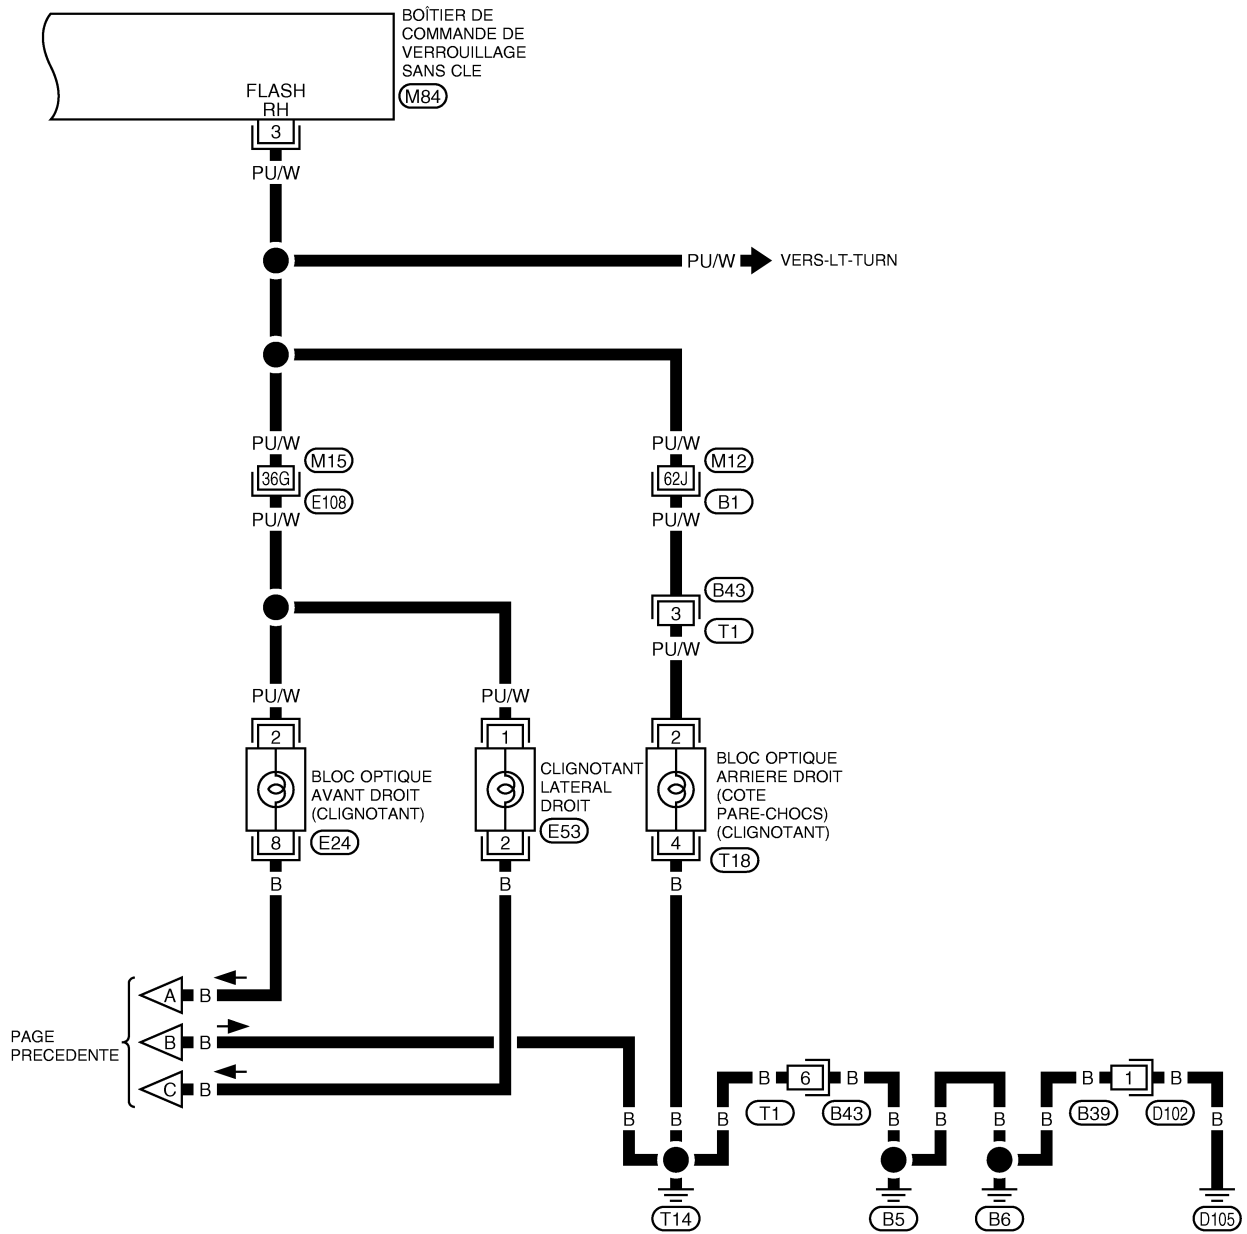 BOÎTIER DE
COMMANDE DE
VERROUILLAGE
SANS CLE
M84
FLASH
RH
3
PU/W
PU/W
VERS-LT-TURN
PU/W
M15
36G
E108
PU/W
PU/W
M12
62J
B1
PU/W
B43
3
T1
PU/W
PU/W
PU/W
2
1
2
BLOC OPTIQUE
AVANT DROIT
(CLIGNOTANT)
E24
CLIGNOTANT
LATERAL
DROIT
E53
BLOC OPTIQUE
ARRIERE DROIT
(COTE
PARE-CHOCS)
(CLIGNOTANT)
T18
8
2
4
B
B
B
PAGE
PRECEDENTE
A
B
B
B
C
B
B
6
B
B
1
B
T1
B43
B39
D102
B
B
B
B
B
B
B
B
T14
B5
B6
D105